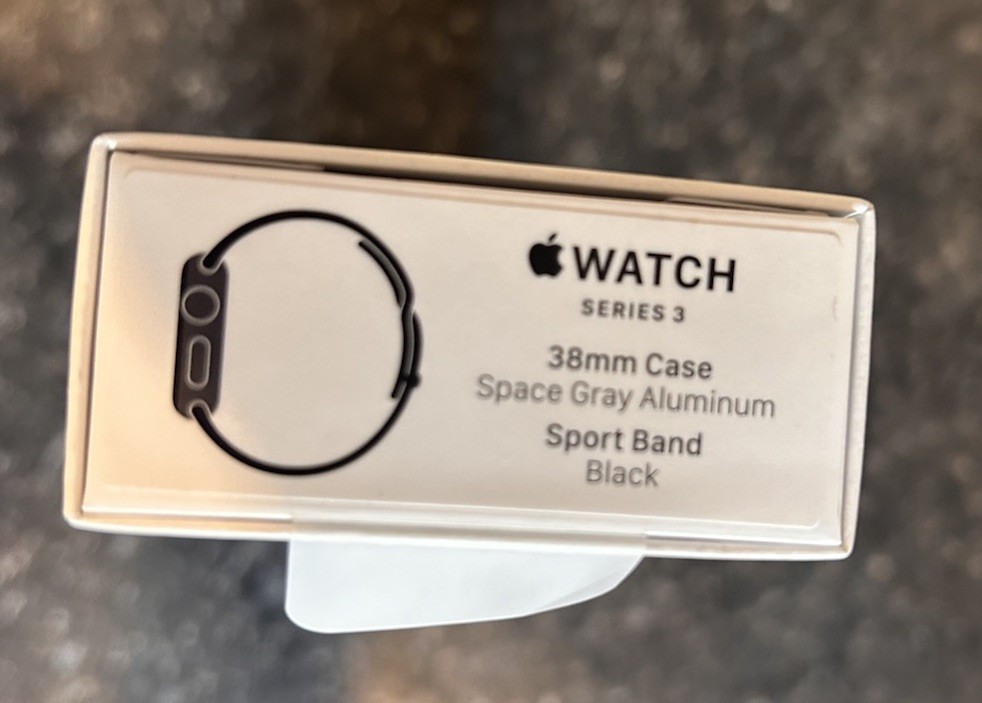 WATCH
SERIES 3
38mm Case
Space Gray Aluminum
Sport Band
Black